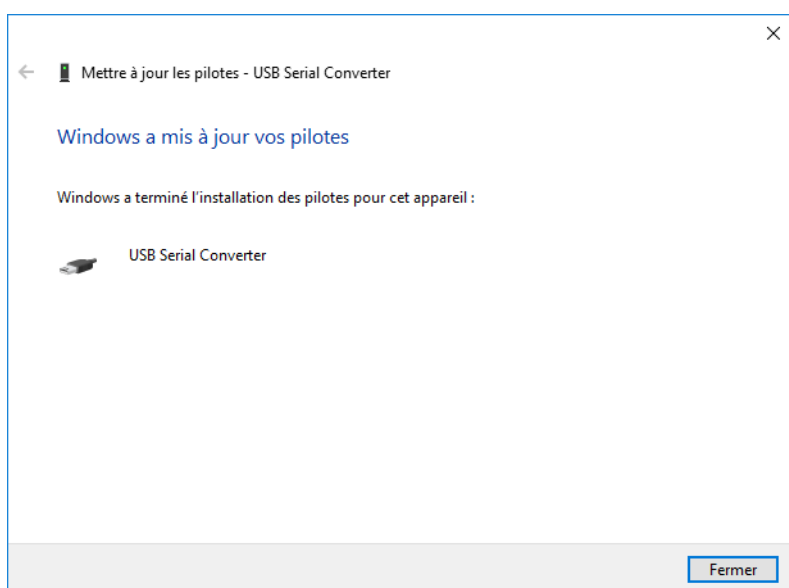 Mettre à jour les pilotes - USB Serial Converter
Windows a mis à jour vos pilotes
Windows a terminé l'installation des pilotes pour cet appareil :
USB Serial Converter
Fermer